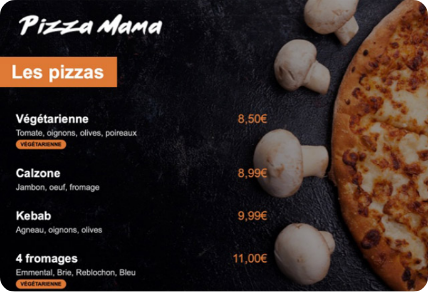 Pizza Mama
Les pizzas
Végétarienne 8,50€
Tomate, oignons, olives, poireaux
VÉGÉTARIENNE
Calzone 8,99€
Jambon, oeuf, fromage
Kebab 9,99€
Agneau, oignons, olives
4 fromages 11,00€
Emmental, Brie, Reblochon, Bleu
VÉGÉTARIENNE